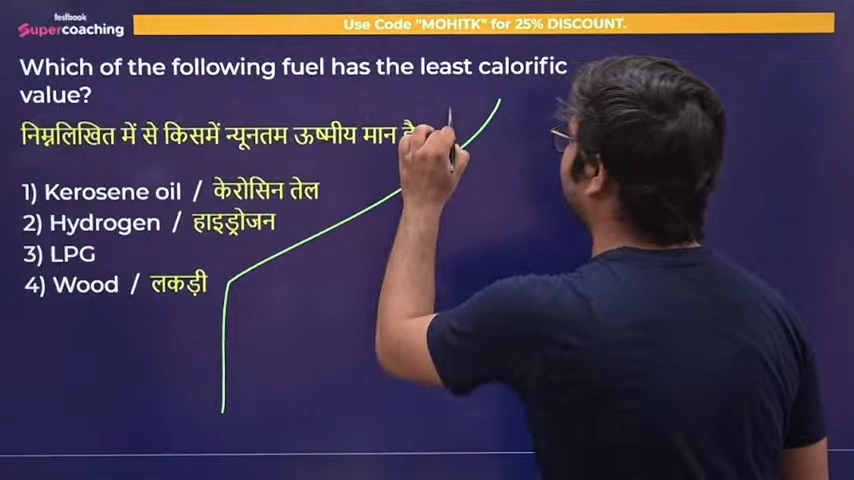 testbook
Supercoaching
Use Code "MOHITK" for 25% DISCOUNT.
Which of the following fuel has the least calorific
value?
निम्नलिखित में से किसमें न्यूनतम ऊष्मीय मान है
1) Kerosene oil / केरोसिन तेल
2) Hydrogen / हाइड्रोजन
3) LPG
4) Wood / लकड़ी